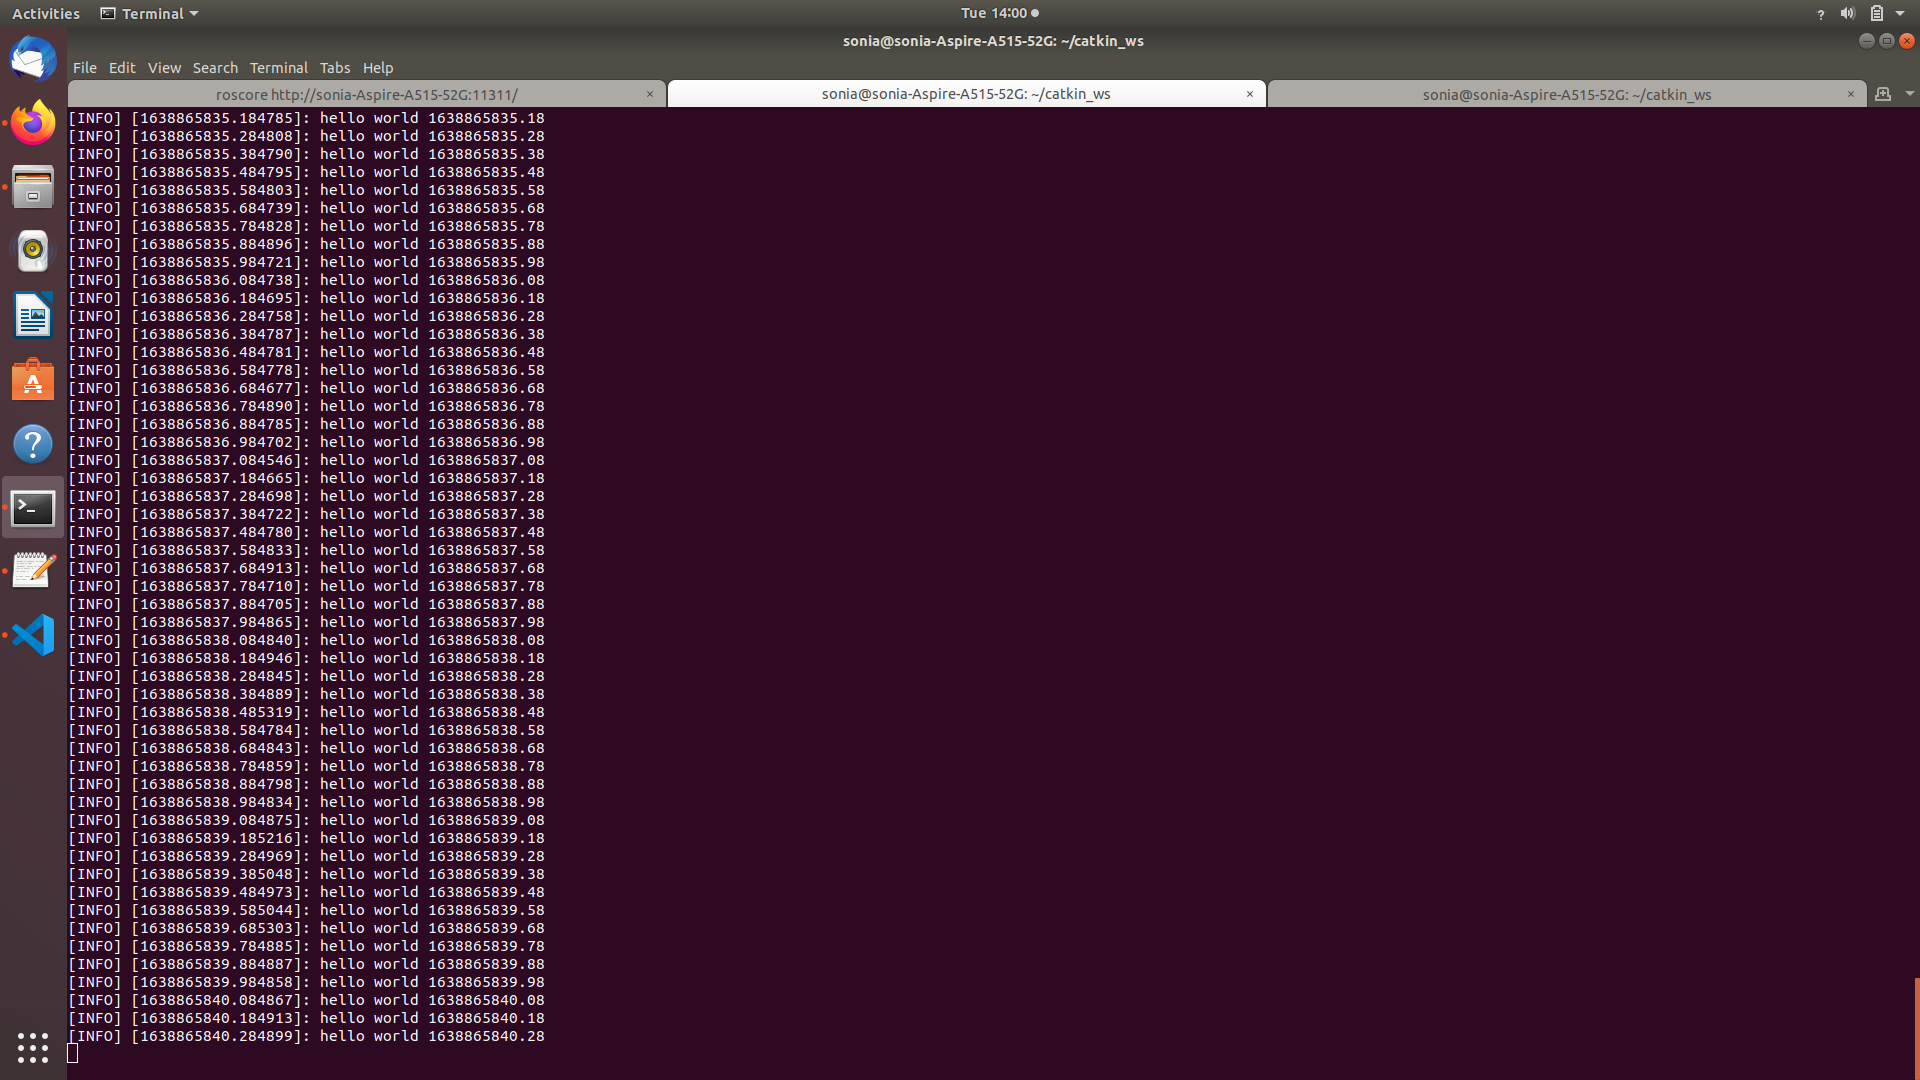 Activities Terminal Tue 14:00
sonia@sonia-Aspire-A515-52G: ~/catkin_ws
File Edit View Search Terminal Tabs Help
roscore http://sonia-Aspire-A515-52G:11311/ sonia@sonia-Aspire-A515-52G: ~/catkin_ws sonia@sonia-Aspire-A515-52G: ~/catkin_ws
[INFO] [1638865835.184785]: hello world 1638865835.18
[INFO] [1638865835.284808]: hello world 1638865835.28
[INFO] [1638865835.384790]: hello world 1638865835.38
[INFO] [1638865835.484795]: hello world 1638865835.48
[INFO] [1638865835.584803]: hello world 1638865835.58
[INFO] [1638865835.684739]: hello world 1638865835.68
[INFO] [1638865835.784828]: hello world 1638865835.78
[INFO] [1638865835.884896]: hello world 1638865835.88
[INFO] [1638865835.984721]: hello world 1638865835.98
[INFO] [1638865836.084738]: hello world 1638865836.08
[INFO] [1638865836.184695]: hello world 1638865836.18
[INFO] [1638865836.284758]: hello world 1638865836.28
[INFO] [1638865836.384787]: hello world 1638865836.38
[INFO] [1638865836.484781]: hello world 1638865836.48
[INFO] [1638865836.584778]: hello world 1638865836.58
[INFO] [1638865836.684677]: hello world 1638865836.68
[INFO] [1638865836.784890]: hello world 1638865836.78
[INFO] [1638865836.884785]: hello world 1638865836.88
[INFO] [1638865836.984702]: hello world 1638865836.98
[INFO] [1638865837.084546]: hello world 1638865837.08
[INFO] [1638865837.184665]: hello world 1638865837.18
[INFO] [1638865837.284698]: hello world 1638865837.28
[INFO] [1638865837.384722]: hello world 1638865837.38
[INFO] [1638865837.484780]: hello world 1638865837.48
[INFO] [1638865837.584833]: hello world 1638865837.58
[INFO] [1638865837.684913]: hello world 1638865837.68
[INFO] [1638865837.784710]: hello world 1638865837.78
[INFO] [1638865837.884705]: hello world 1638865837.88
[INFO] [1638865837.984865]: hello world 1638865837.98
[INFO] [1638865838.084840]: hello world 1638865838.08
[INFO] [1638865838.184946]: hello world 1638865838.18
[INFO] [1638865838.284845]: hello world 1638865838.28
[INFO] [1638865838.384889]: hello world 1638865838.38
[INFO] [1638865838.485319]: hello world 1638865838.48
[INFO] [1638865838.584784]: hello world 1638865838.58
[INFO] [1638865838.684843]: hello world 1638865838.68
[INFO] [1638865838.784859]: hello world 1638865838.78
[INFO] [1638865838.884798]: hello world 1638865838.88
[INFO] [1638865838.984834]: hello world 1638865838.98
[INFO] [1638865839.084875]: hello world 1638865839.08
[INFO] [1638865839.185216]: hello world 1638865839.18
[INFO] [1638865839.284969]: hello world 1638865839.28
[INFO] [1638865839.385048]: hello world 1638865839.38
[INFO] [1638865839.484973]: hello world 1638865839.48
[INFO] [1638865839.585044]: hello world 1638865839.58
[INFO] [1638865839.685303]: hello world 1638865839.68
[INFO] [1638865839.784885]: hello world 1638865839.78
[INFO] [1638865839.884887]: hello world 1638865839.88
[INFO] [1638865839.984858]: hello world 1638865839.98
[INFO] [1638865840.084867]: hello world 1638865840.08
[INFO] [1638865840.184913]: hello world 1638865840.18
[INFO] [1638865840.284899]: hello world 1638865840.28